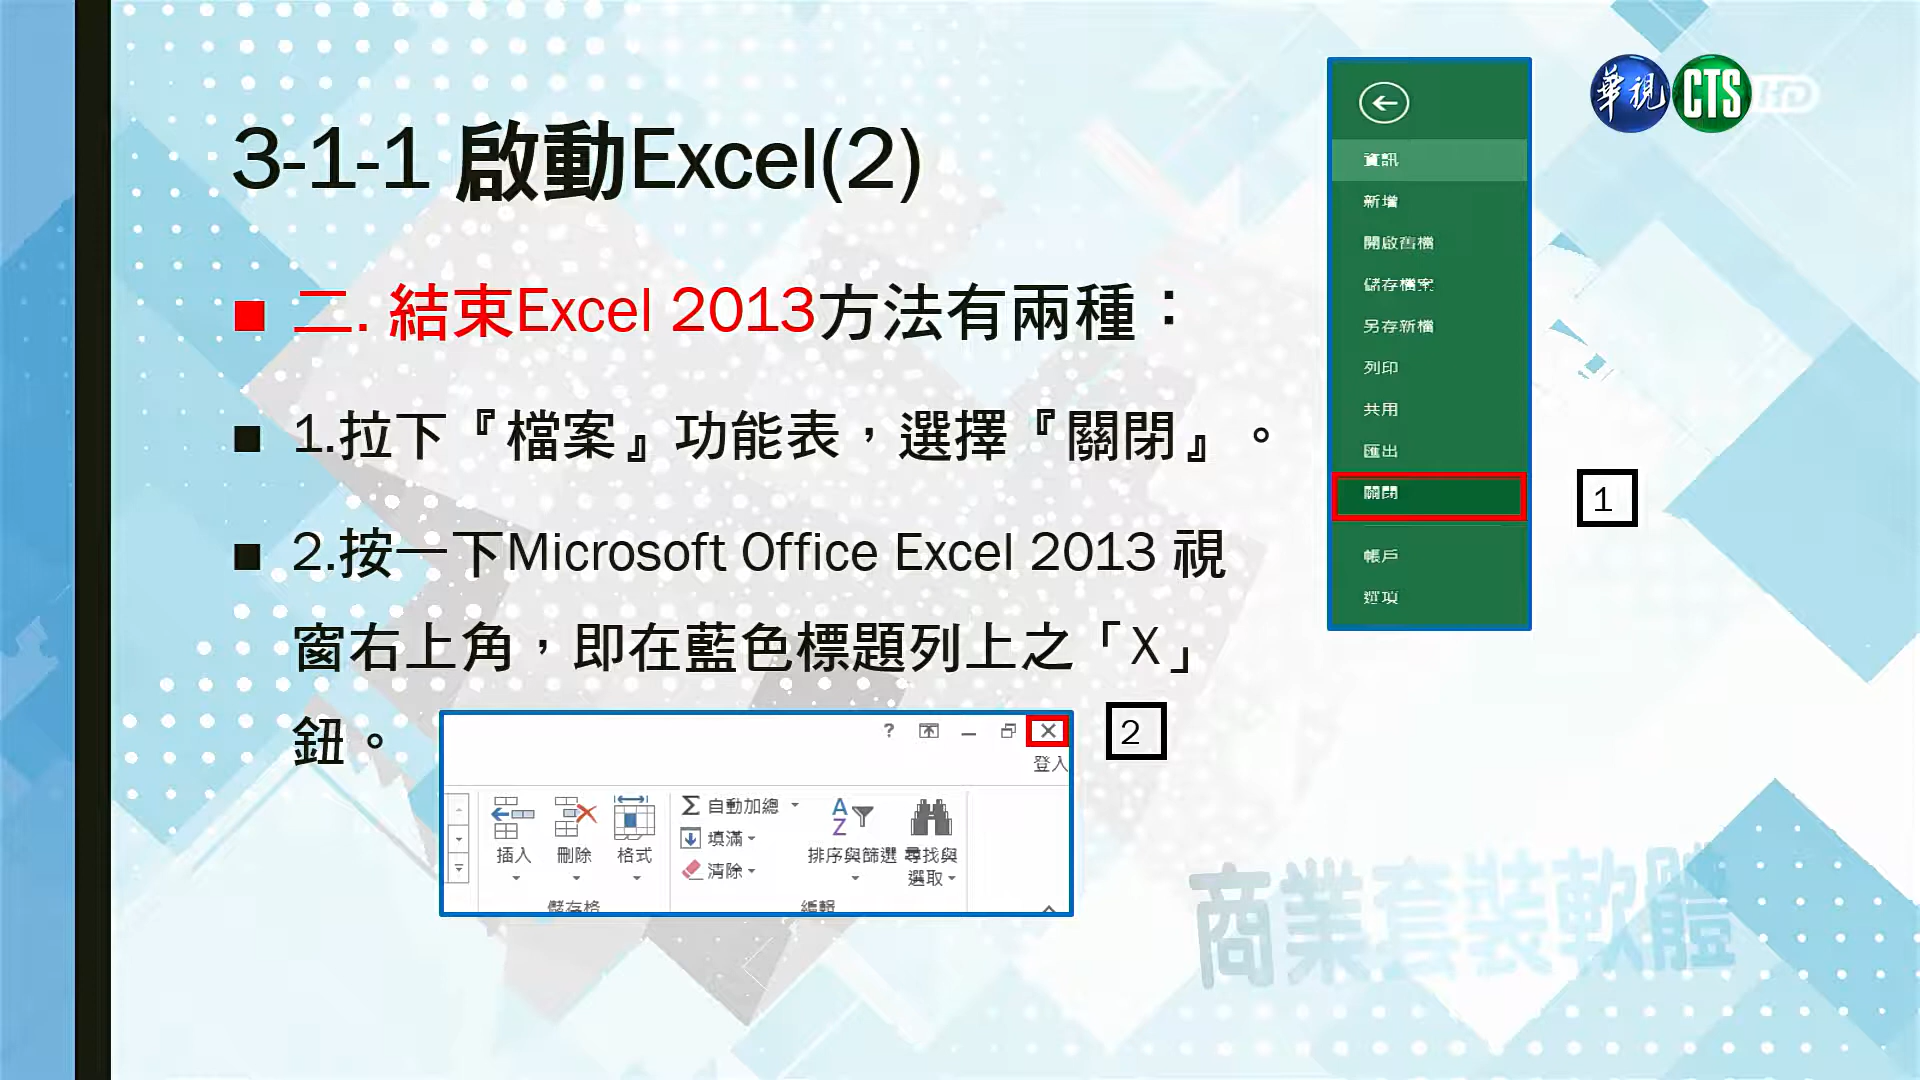 華視 CTS HD
3-1-1 啟動Excel(2)
二. 結束Excel 2013方法有兩種：
1.拉下『檔案』功能表，選擇『關閉』。
2.按一下Microsoft Office Excel 2013 視
窗右上角，即在藍色標題列上之「X」
鈕。
資訊
新增
開啟舊檔
儲存檔案
另存新檔
列印
共用
匯出
關閉
帳戶
選項
1
2
?
登入
插入
刪除
格式
Σ 自動加總
填滿
清除
排序與篩選
尋找與
選取
儲存格
編輯
商業套裝軟體